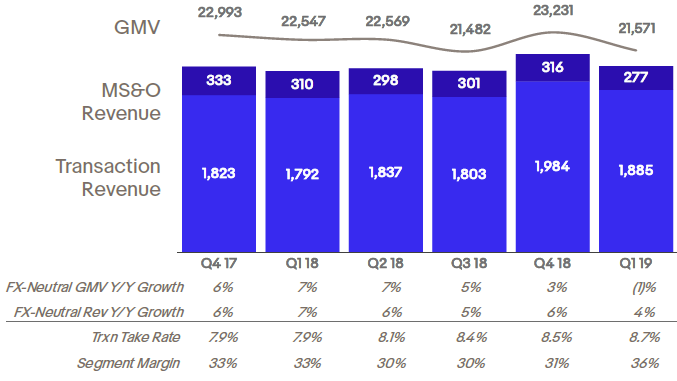 GMV 22,993 22,547 22,569 21,482 23,231 21,571
MS&O Revenue 333 310 298 301 316 277
Transaction Revenue 1,823 1,792 1,837 1,803 1,984 1,885
Q4 17 Q1 18 Q2 18 Q3 18 Q4 18 Q1 19
FX-Neutral GMV Y/Y Growth 6% 7% 7% 5% 3% (1)%
FX-Neutral Rev Y/Y Growth 6% 7% 6% 5% 6% 4%
Trxn Take Rate 7.9% 7.9% 8.1% 8.4% 8.5% 8.7%
Segment Margin 33% 33% 30% 30% 31% 36%